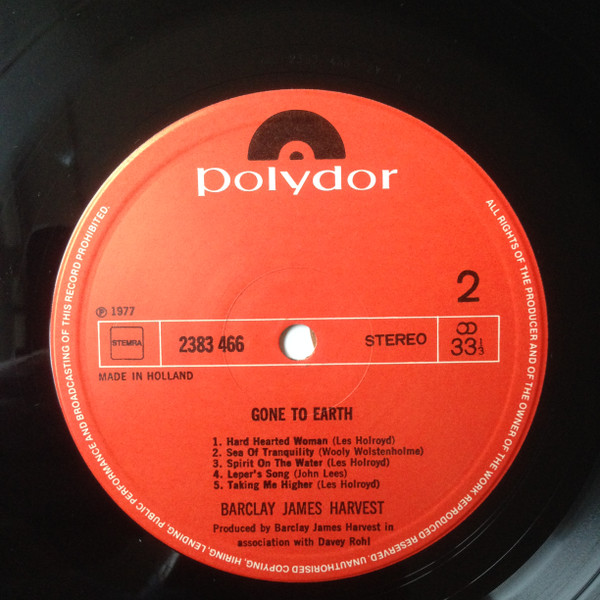 polydor
2
℗ 1977
STEMRA
2383 466
STEREO
33⅓
MADE IN HOLLAND
GONE TO EARTH
1. Hard Hearted Woman (Les Holroyd)
2. Sea Of Tranquility (Wooly Wolstenholme)
3. Spirit On The Water (Les Holroyd)
4. Leper's Song (John Lees)
5. Taking Me Higher (Les Holroyd)
BARCLAY JAMES HARVEST
Produced by Barclay James Harvest in
association with Davey Rohl
ALL RIGHTS OF THE PRODUCER AND OF THE OWNER OF THE WORK REPRODUCED RESERVED. UNAUTHORISED COPYING, HIRING, LENDING, PUBLIC PERFORMANCE AND BROADCASTING OF THIS RECORD PROHIBITED.